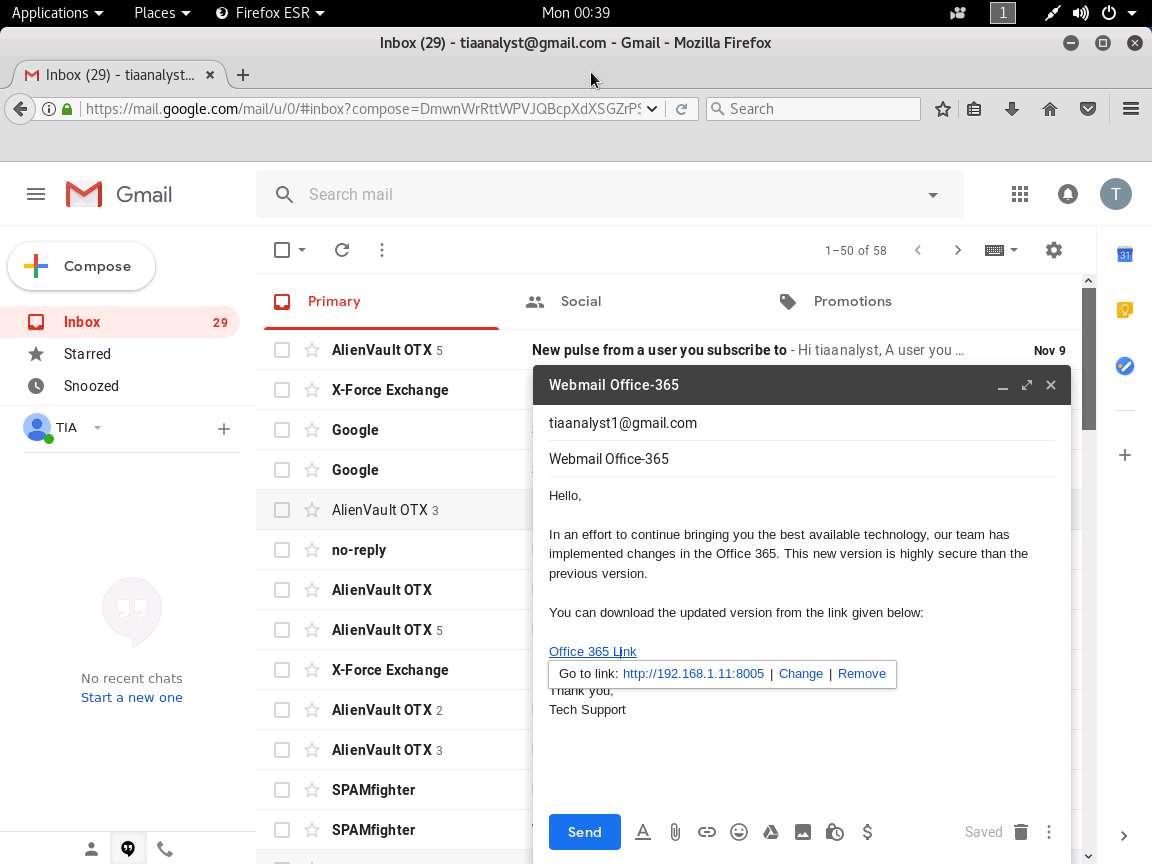 Applications Places Firefox ESR Mon 00:39 1
Inbox (29) - tiaanalyst@gmail.com - Gmail - Mozilla Firefox
Inbox (29) - tiaanalyst...
https://mail.google.com/mail/u/0/#inbox?compose=DmwnWrRttWPVJQBcpXdXSGZrPS Search
Gmail Search mail T
Compose 1–50 of 58 31
Primary Social Promotions
Inbox 29
Starred
Snoozed
TIA
No recent chats
Start a new one
AlienVault OTX 5 New pulse from a user you subscribe to - Hi tiaanalyst, A user you ... Nov 9
X-Force Exchange
Google
Google
AlienVault OTX 3
no-reply
AlienVault OTX
AlienVault OTX 5
X-Force Exchange
AlienVault OTX 2
AlienVault OTX 3
SPAMfighter
SPAMfighter
Webmail Office-365
tiaanalyst1@gmail.com
Webmail Office-365
Hello,
In an effort to continue bringing you the best available technology, our team has
implemented changes in the Office 365. This new version is highly secure than the
previous version.
You can download the updated version from the link given below:
Office 365 Link
Go to link: http://192.168.1.11:8005 | Change | Remove
Thank you,
Tech Support
Send A $ Saved